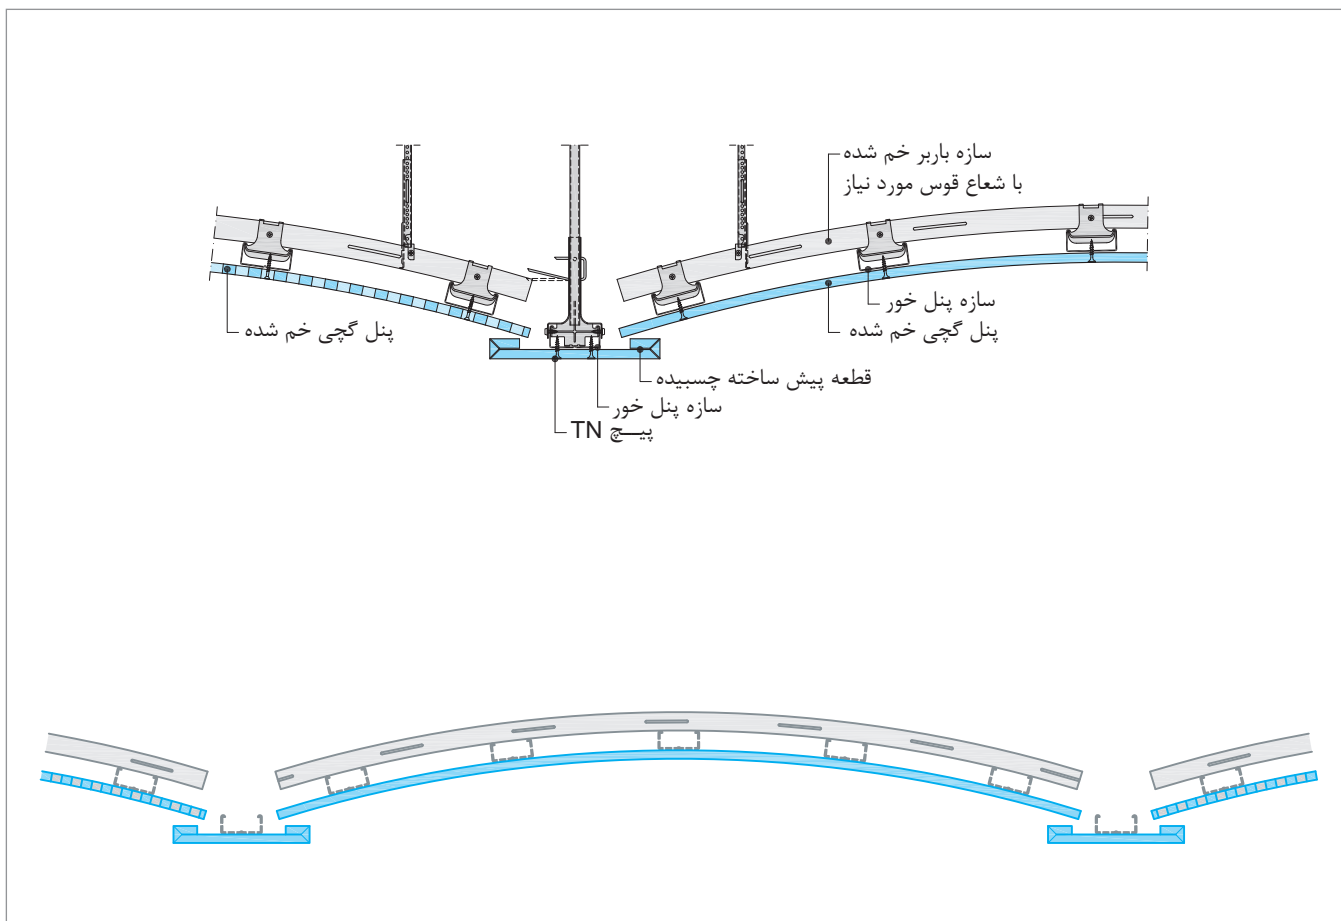 سازه باربر خم شده
با شعاع قوس مورد نیاز
سازه پنل خور
پنل گچی خم شده
پنل گچی خم شده
قطعه پیش ساخته چسبیده
سازه پنل خور
پیـــچ TN